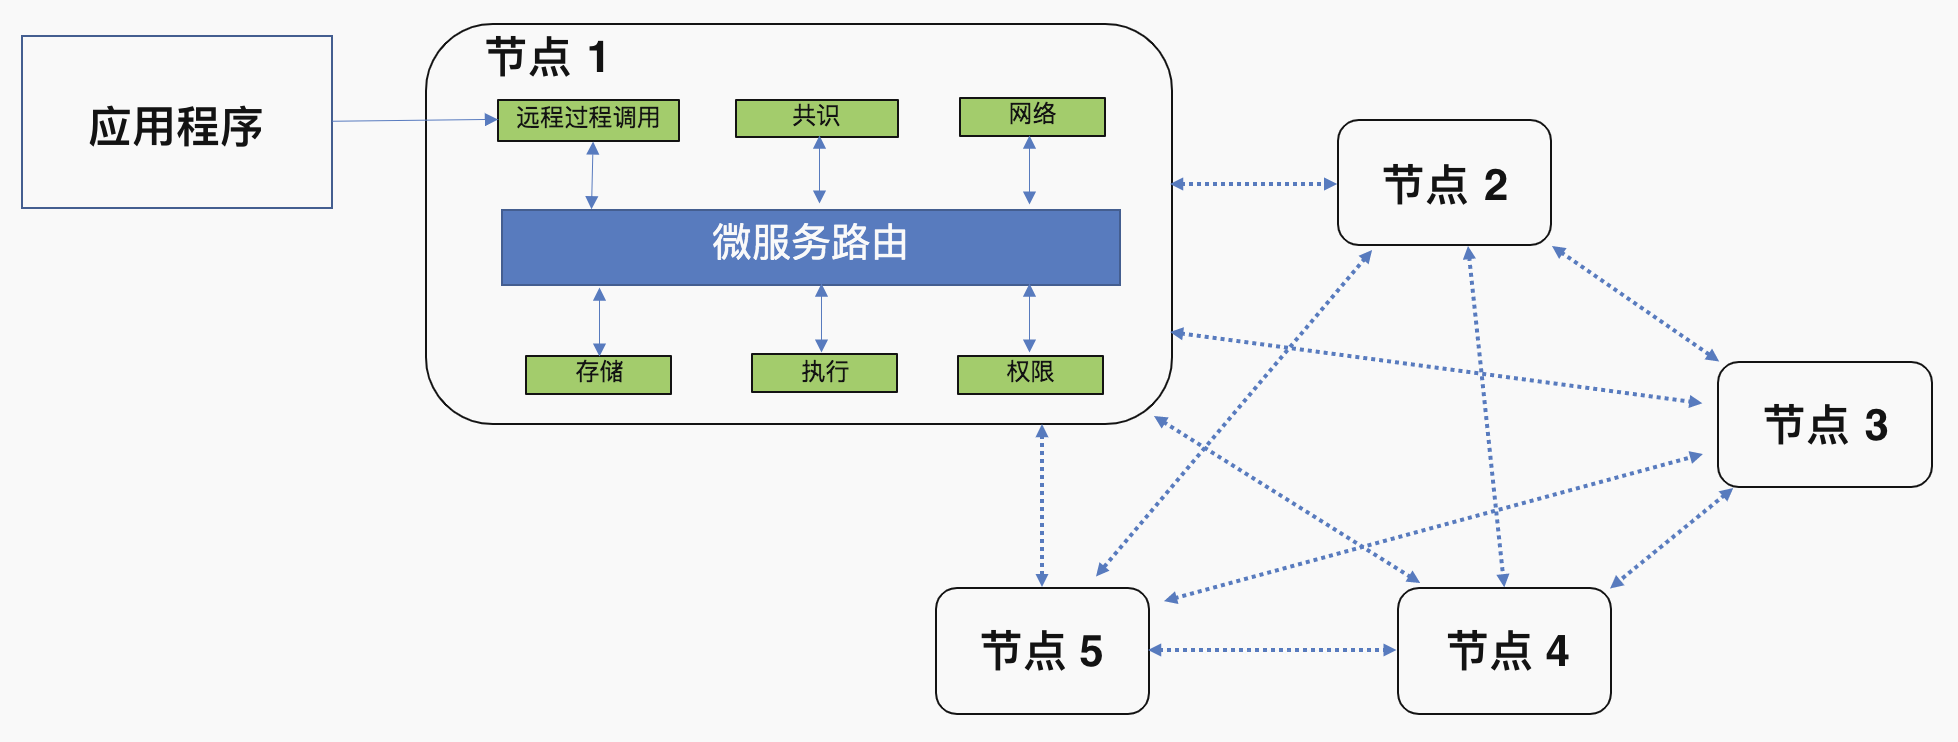 应用程序
节点 1
远程过程调用
共识
网络
微服务路由
存储
执行
权限
节点 2
节点 3
节点 5
节点 4